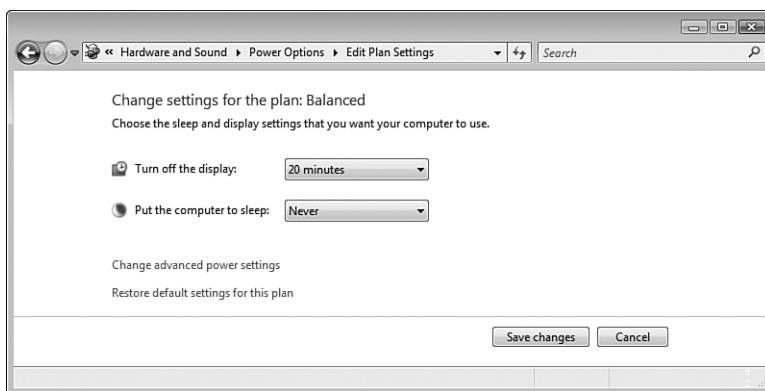 « Hardware and Sound ▸ Power Options ▸ Edit Plan Settings Search
Change settings for the plan: Balanced
Choose the sleep and display settings that you want your computer to use.
Turn off the display: 20 minutes
Put the computer to sleep: Never
Change advanced power settings
Restore default settings for this plan
Save changes Cancel